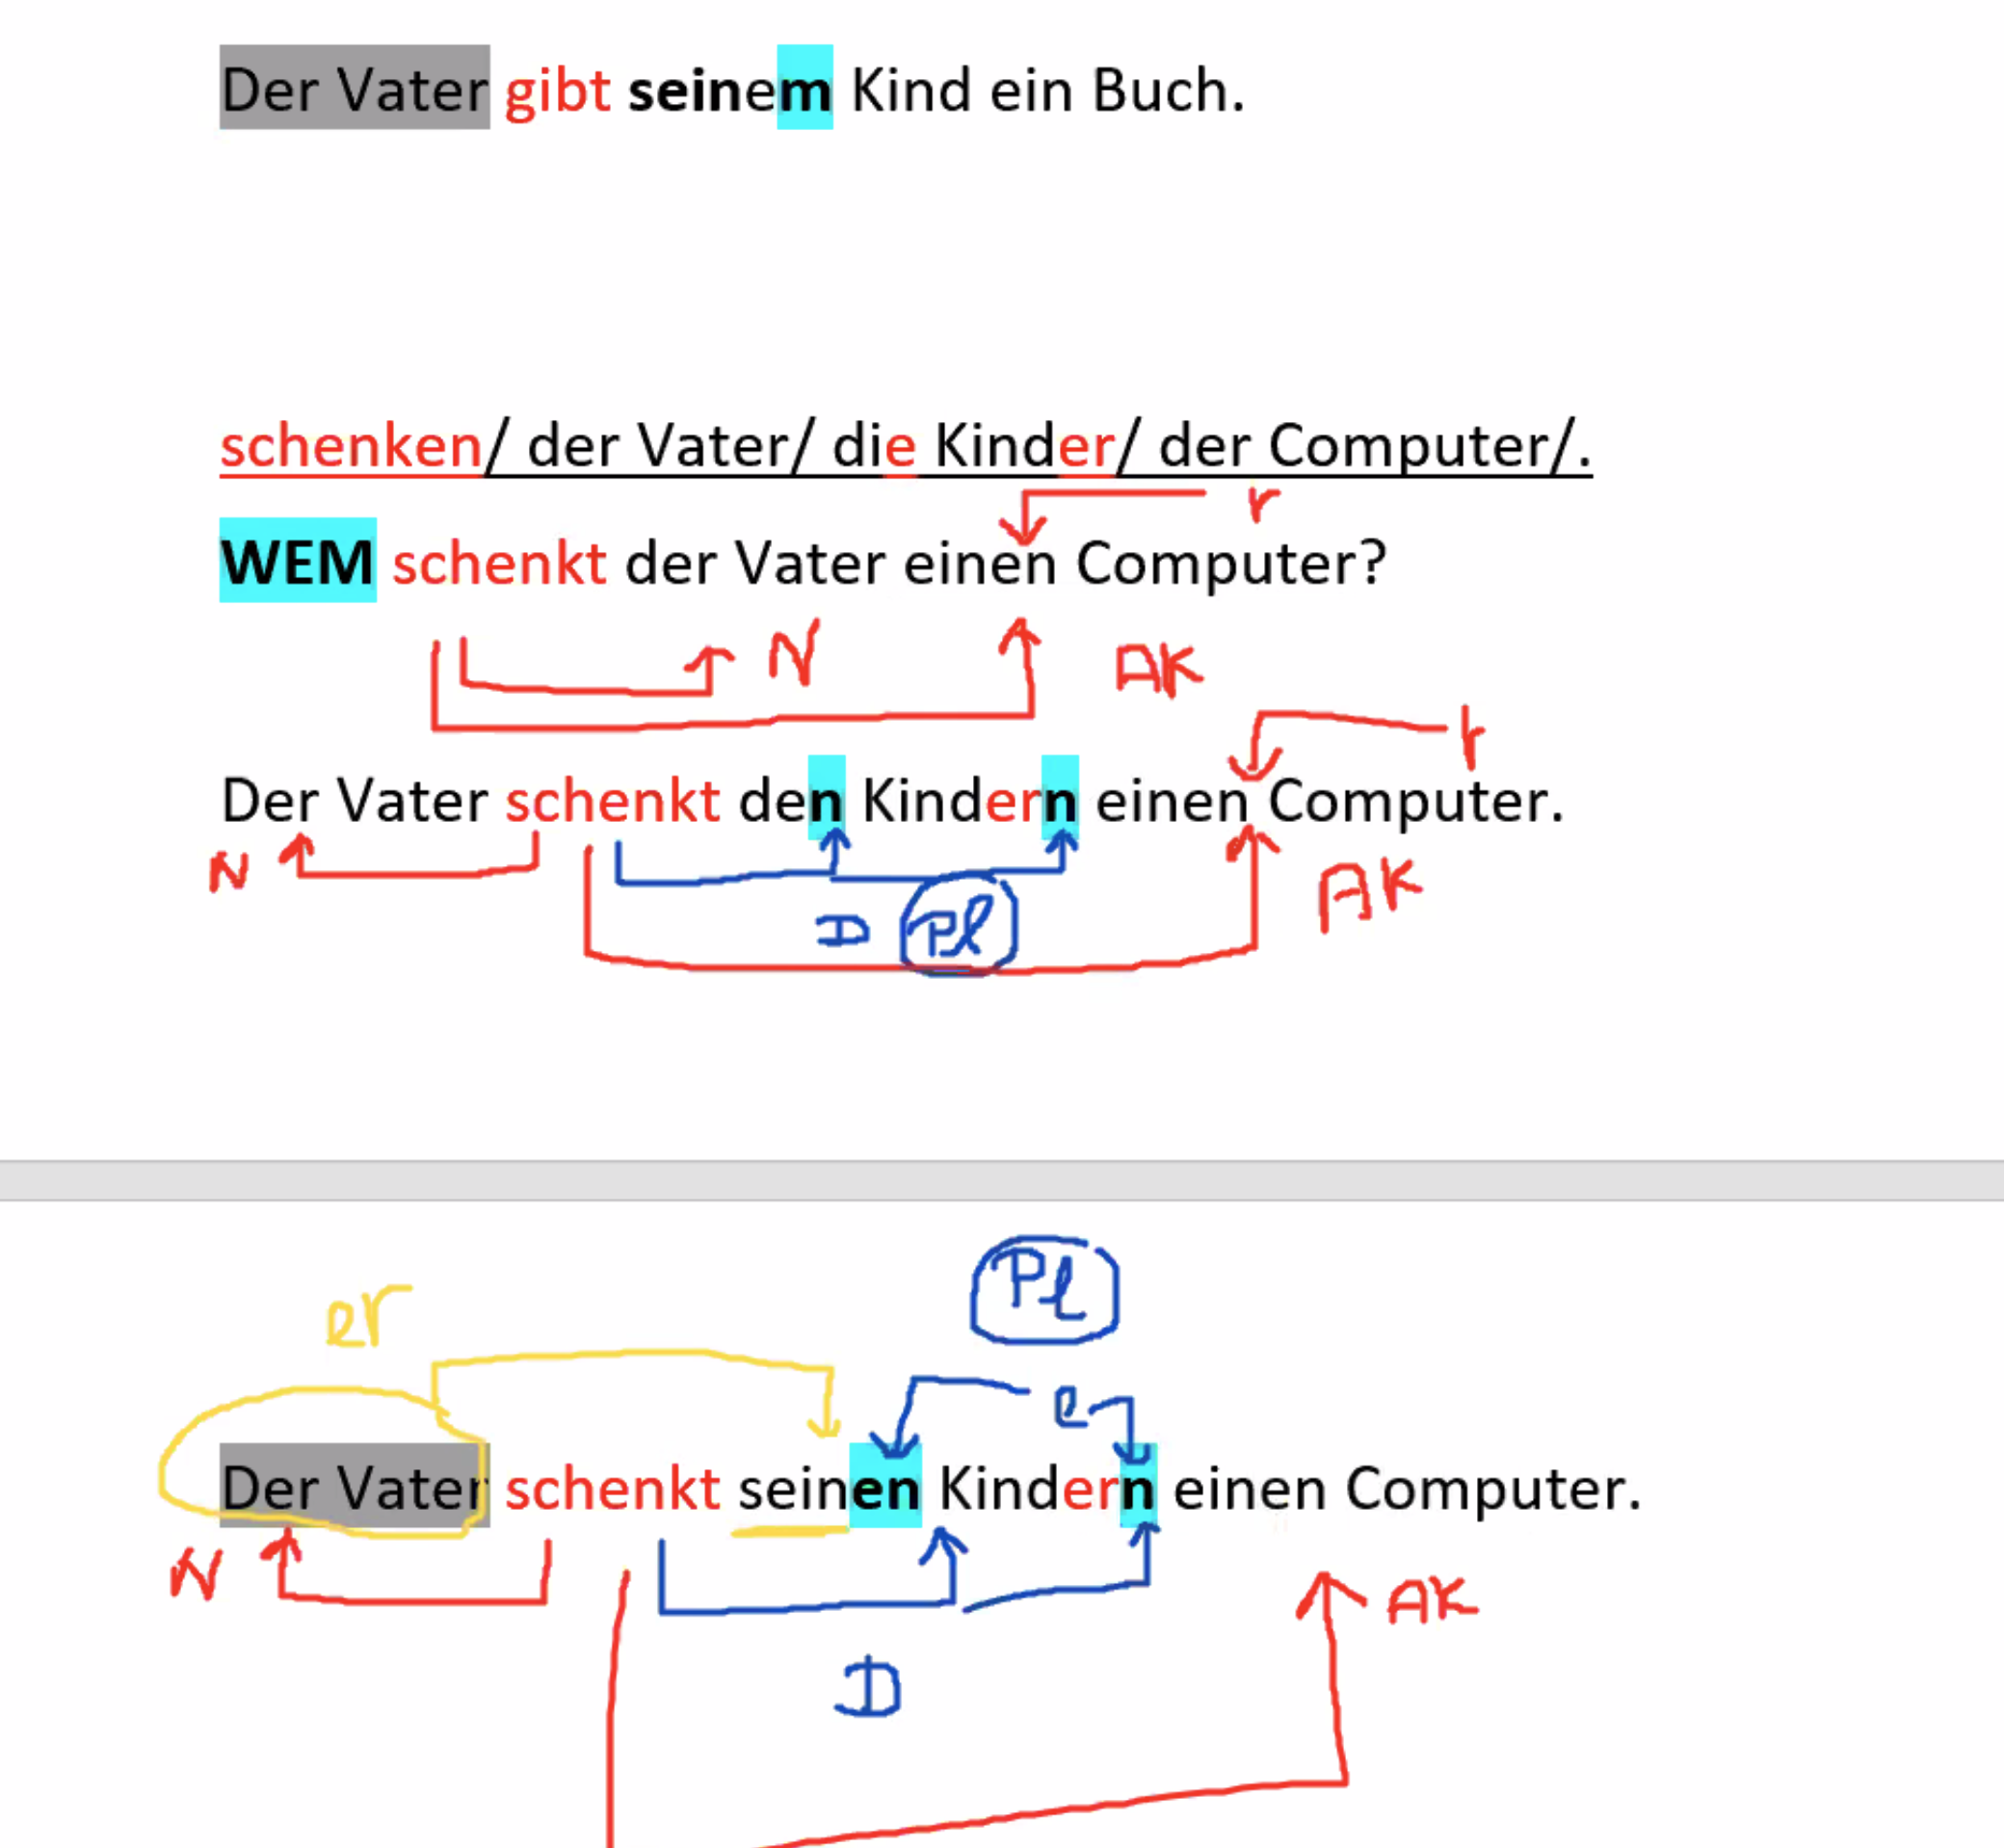 Der Vater gibt seinem Kind ein Buch.
schenken/ der Vater/ die Kinder/ der Computer/.
r
WEM schenkt der Vater einen Computer?
N AK
r
Der Vater schenkt den Kindern einen Computer.
N D Pl AK
Pl
er
e
Der Vater schenkt seinen Kindern einen Computer.
N AK
D